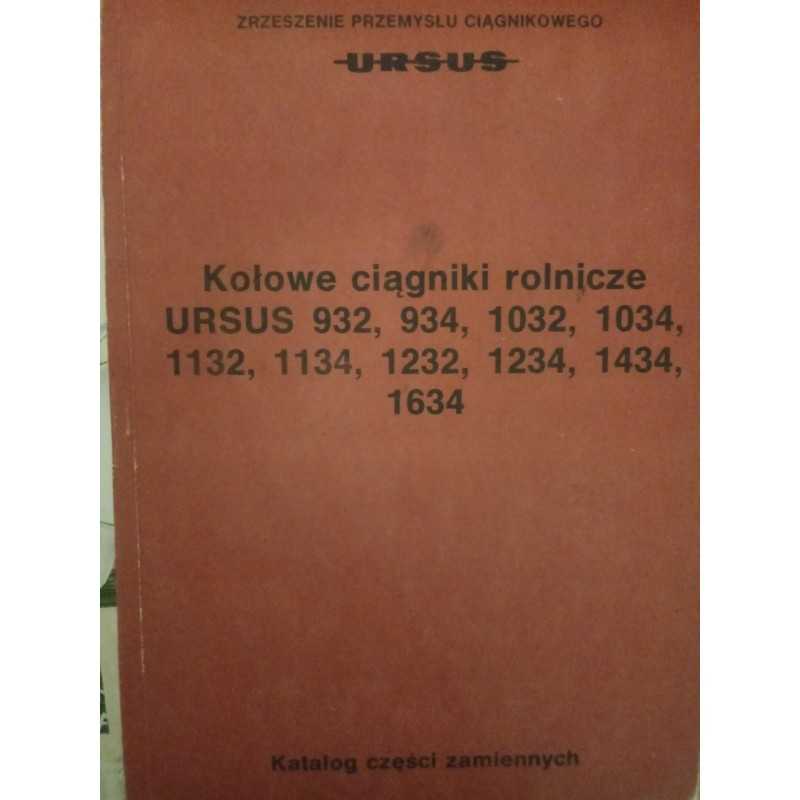 ZRZESZENIE PRZEMYSŁU CIĄGNIKOWEGO
URSUS
Kołowe ciągniki rolnicze
URSUS 932, 934, 1032, 1034,
1132, 1134, 1232, 1234, 1434,
1634
Katalog części zamiennych